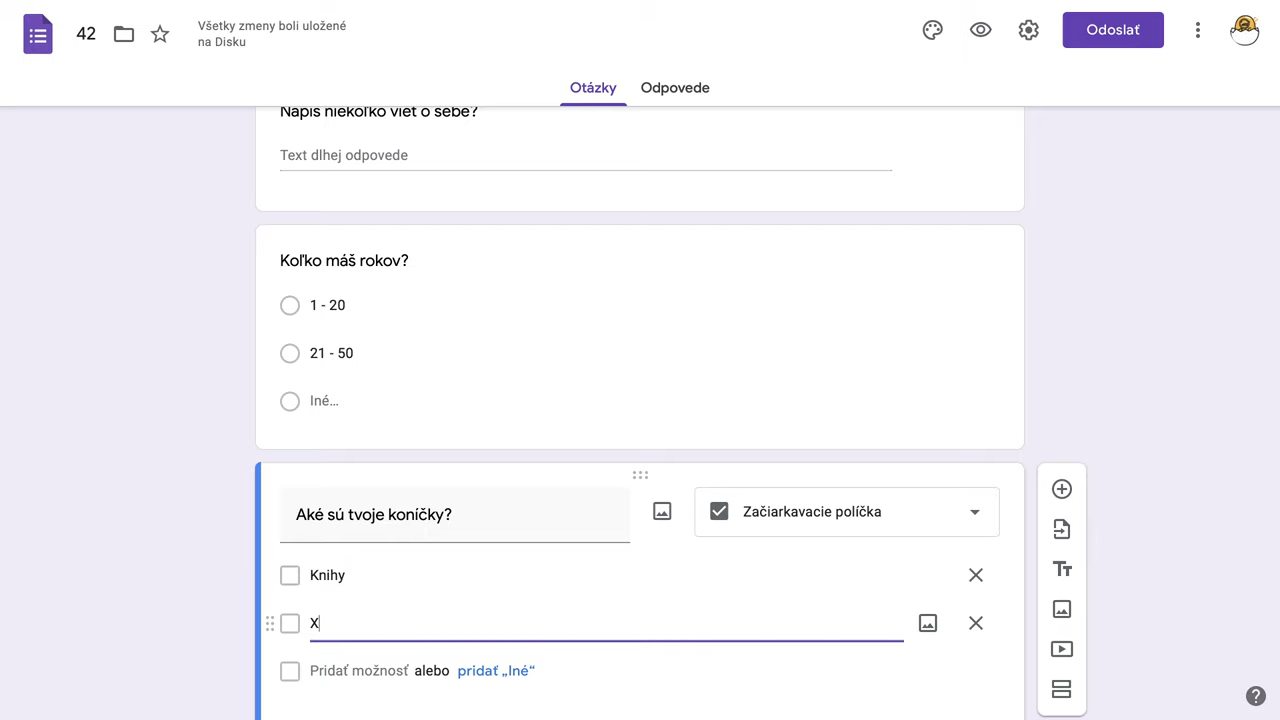 42
Všetky zmeny boli uložené
na Disku
Odoslať
Otázky
Odpovede
Napíš niekoľko viet o sebe?
Text dlhej odpovede
Koľko máš rokov?
1 - 20
21 - 50
Iné…
Aké sú tvoje koníčky?
Začiarkavacie políčka
Knihy
X
Pridať možnosť alebo pridať „Iné“